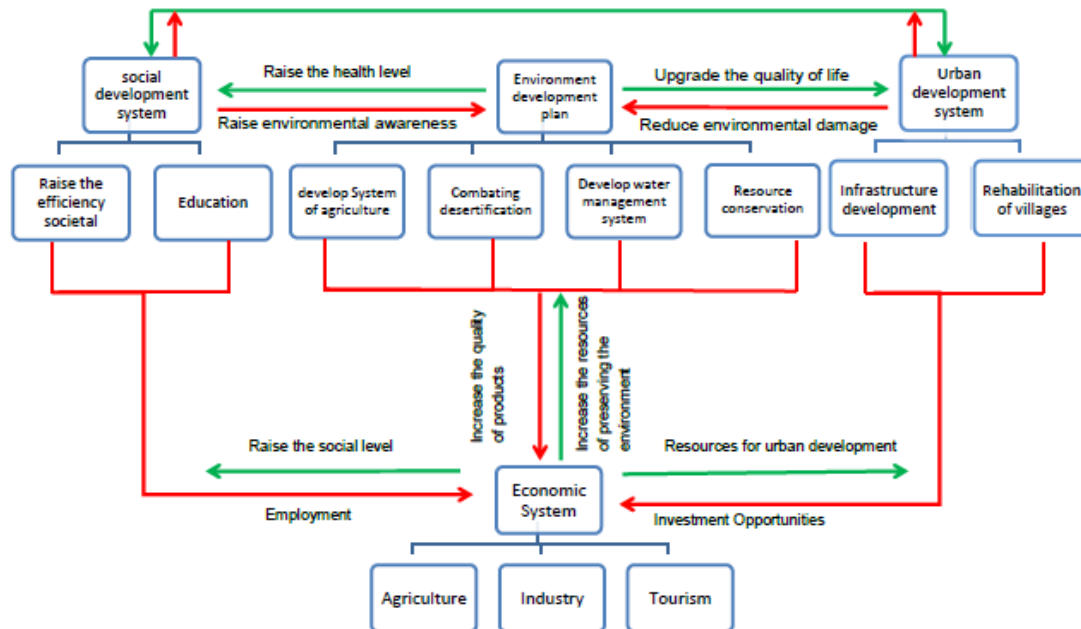 social
development
system
Raise the health level
Raise environmental awareness
Environment
development
plan
Upgrade the quality of life
Reduce environmental damage
Urban
development
system
Raise the
efficiency
societal
Education
develop System
of agriculture
Combating
desertification
Develop water
management
system
Resource
conservation
Infrastructure
development
Rehabilitation
of villages
Increase the quality
of products
Increase the resources
of preserving the
environment
Raise the social level
Employment
Resources for urban development
Investment Opportunities
Economic
System
Agriculture
Industry
Tourism